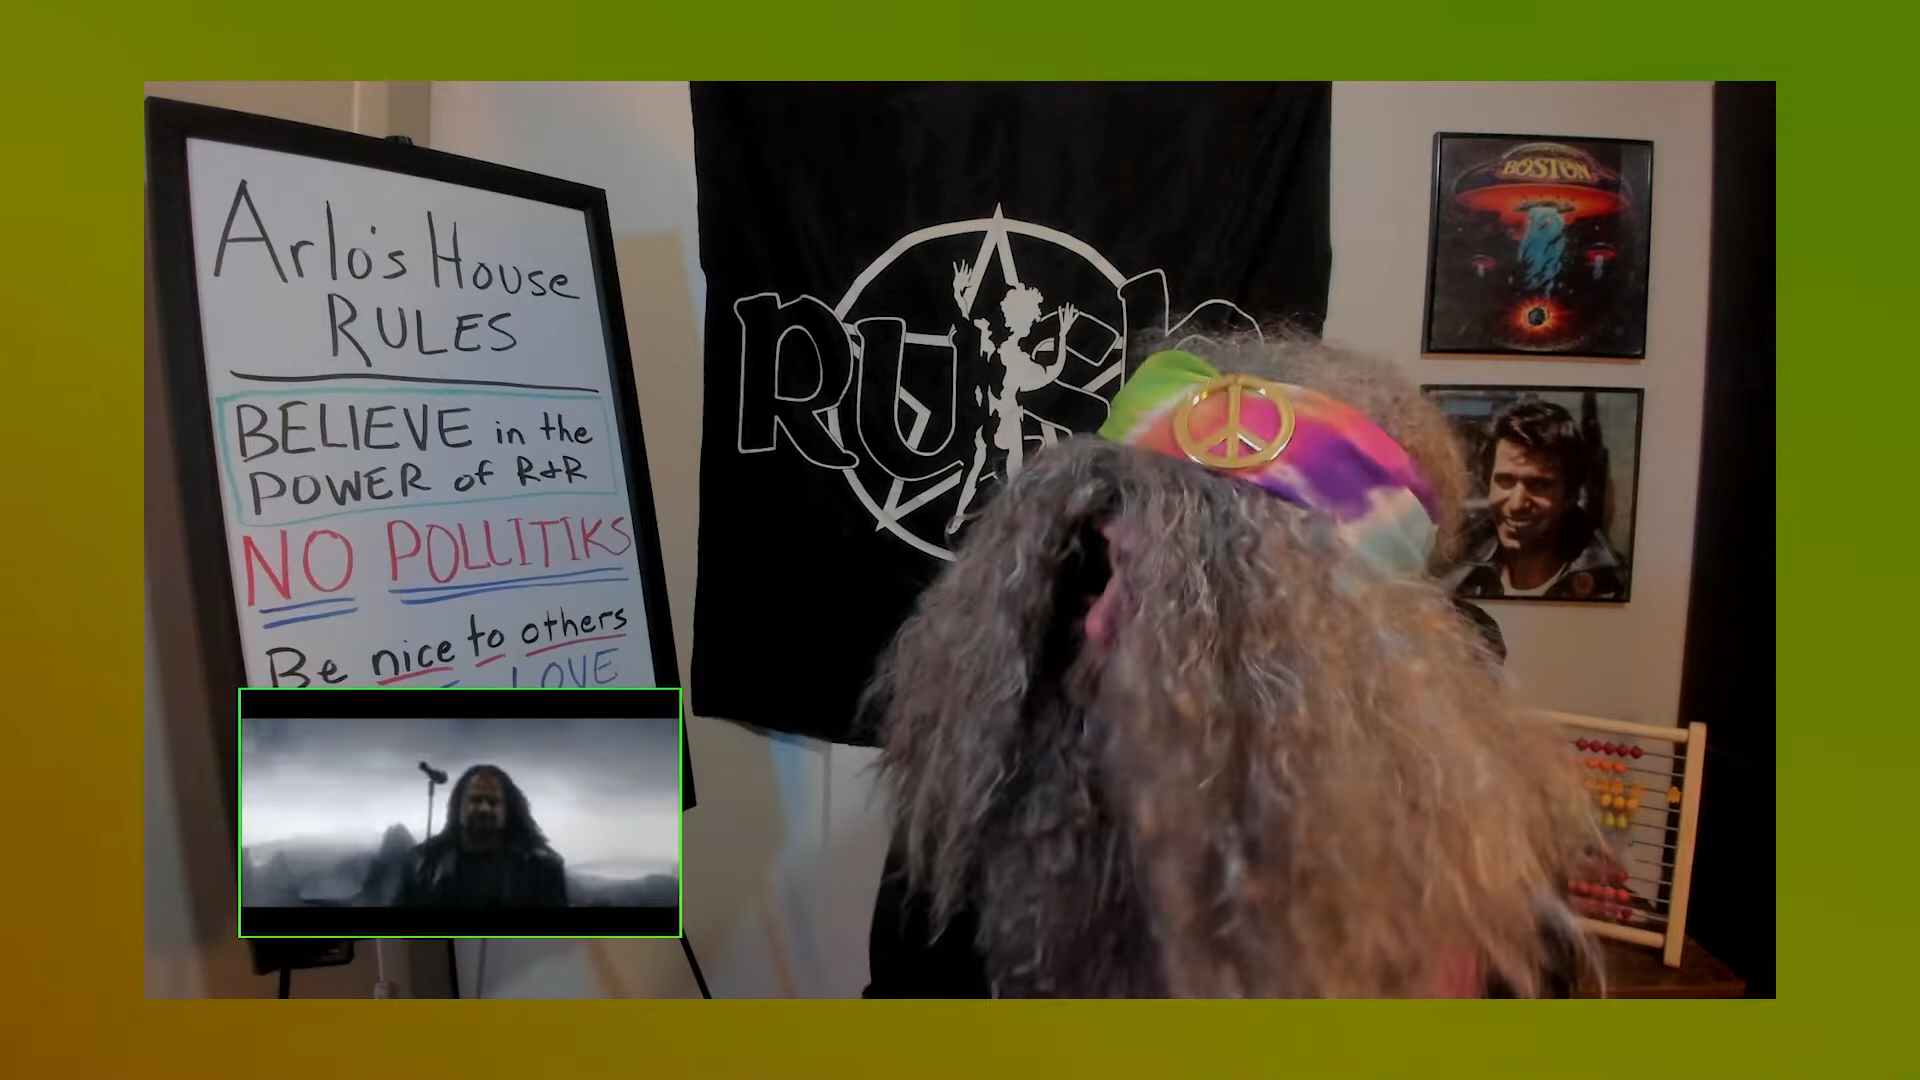 Arlo's House
RULES
BELIEVE in the
POWER of R&R
NO POLLITIKS
Be nice to others
LOVE
RUSH
BOSTON